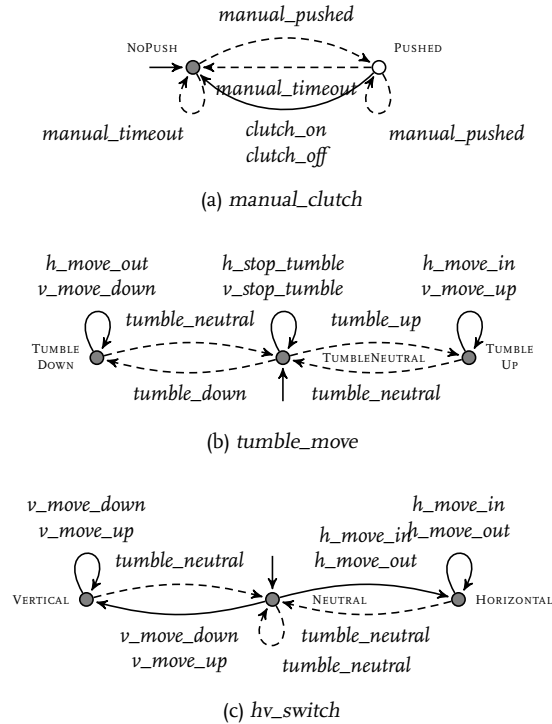 manual_pushed
NoPush
Pushed
manual_timeout
manual_timeout
clutch_on
clutch_off
manual_pushed
(a) manual_clutch
h_move_out
v_move_down
h_stop_tumble
v_stop_tumble
h_move_in
v_move_up
tumble_neutral
tumble_up
Tumble
Down
TumbleNeutral
Tumble
Up
tumble_down
tumble_neutral
(b) tumble_move
v_move_down
v_move_up
h_move_in
h_move_out
tumble_neutral
h_move_in
h_move_out
Vertical
Neutral
Horizontal
v_move_down
v_move_up
tumble_neutral
tumble_neutral
(c) hv_switch